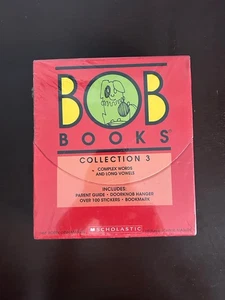 BOB
BOOKS®
COLLECTION 3
COMPLEX WORDS
AND LONG VOWELS
INCLUDES:
PARENT GUIDE • DOORKNOB HANGER
OVER 100 STICKERS • BOOKMARK
SCHOLASTIC